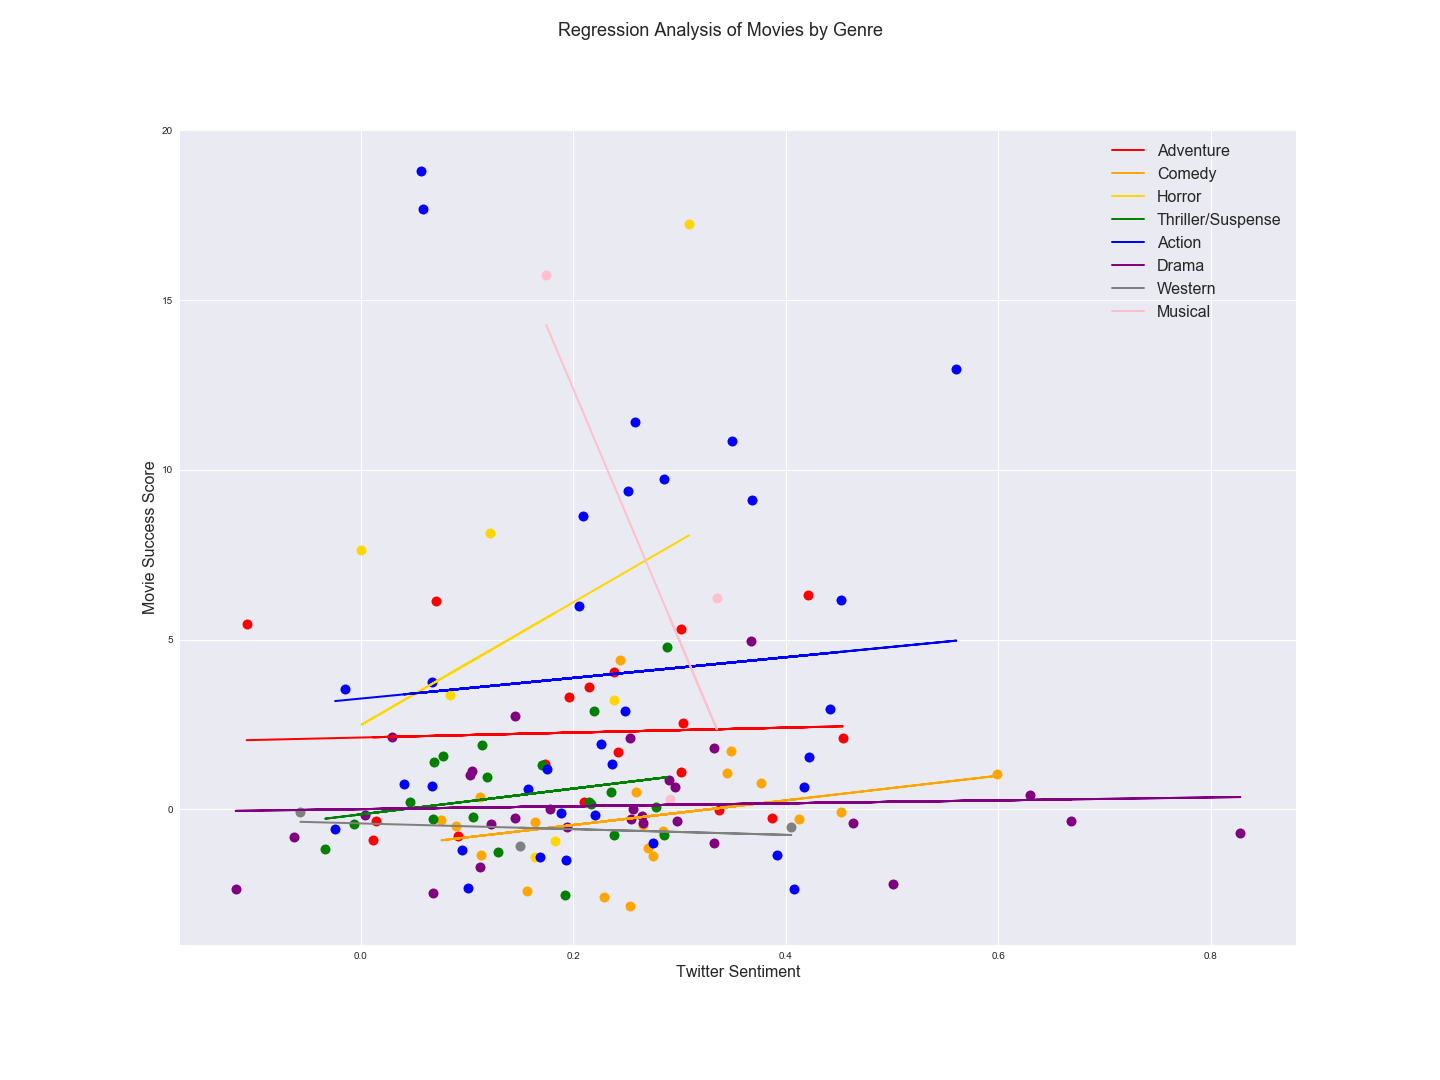 Regression Analysis of Movies by Genre
20
15
10
5
0
Movie Success Score
Adventure
Comedy
Horror
Thriller/Suspense
Action
Drama
Western
Musical
0.0 0.2 0.4 0.6 0.8
Twitter Sentiment